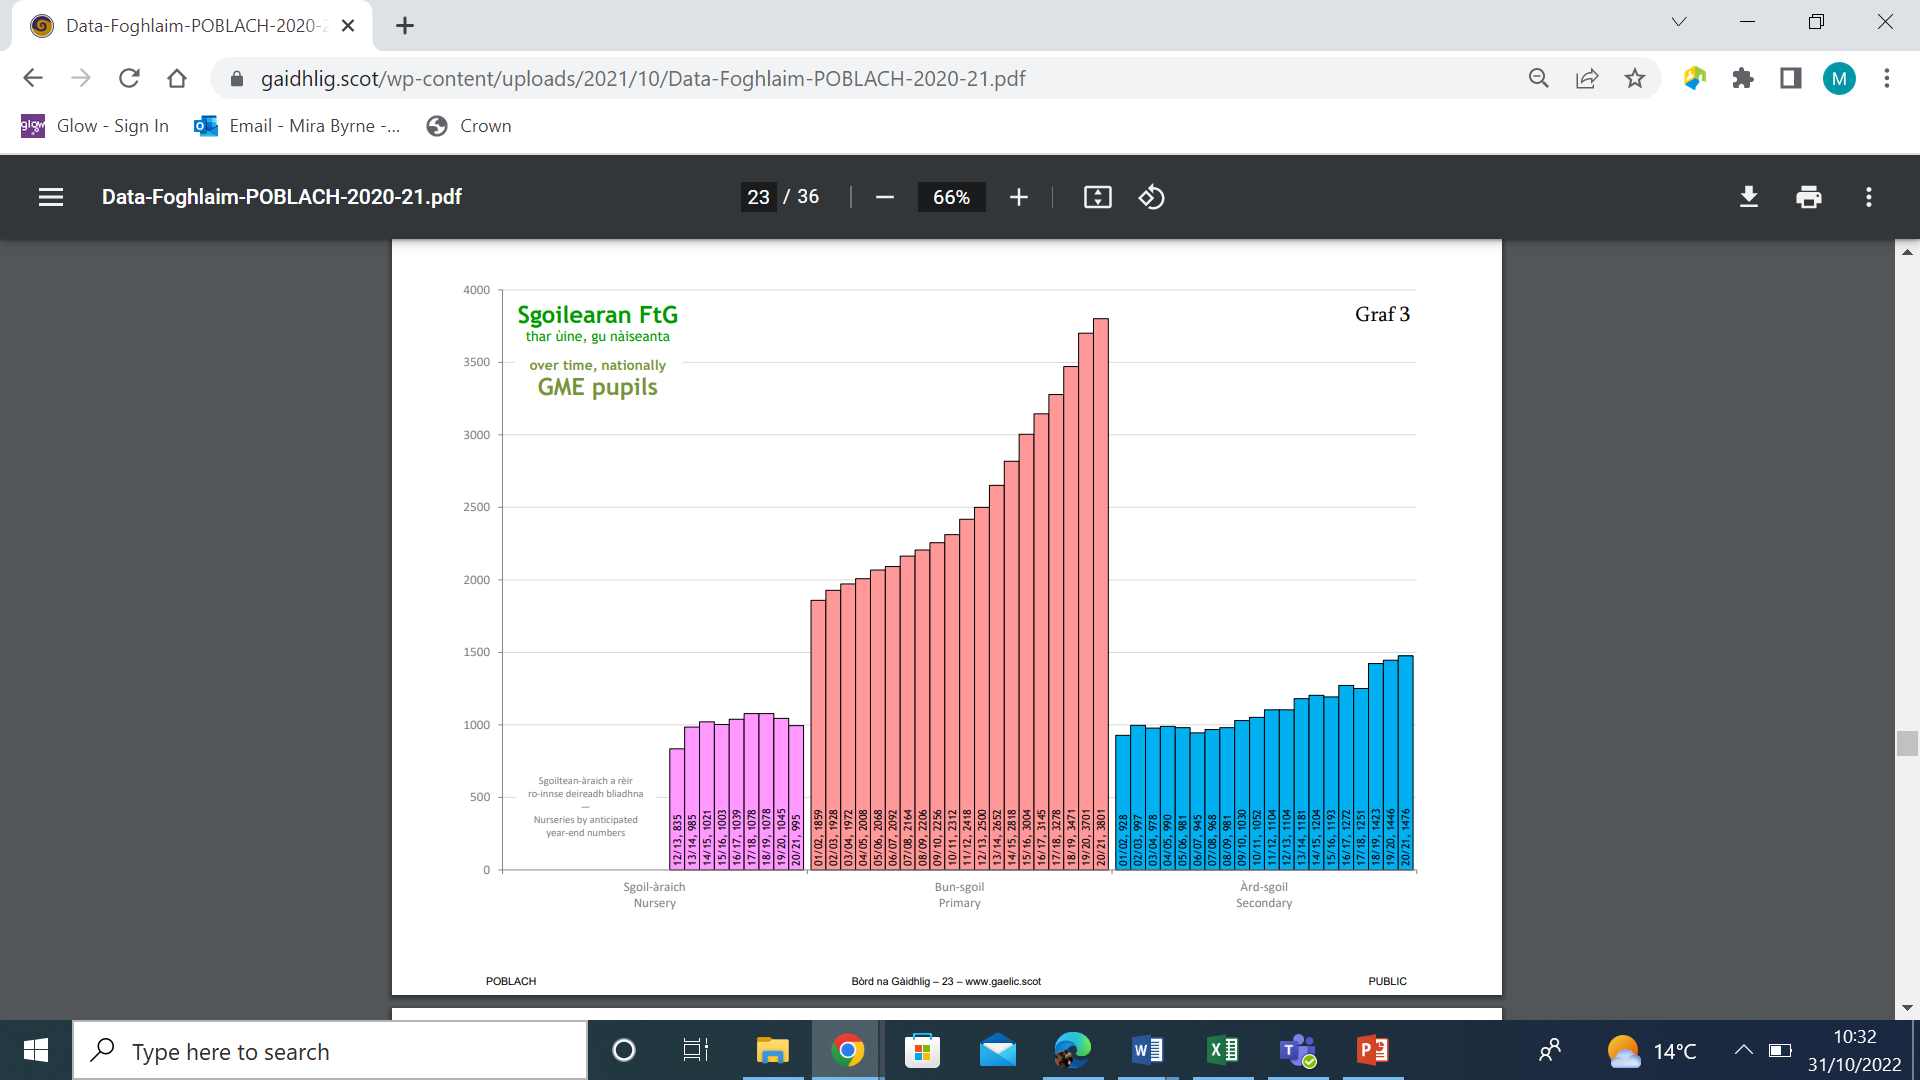 Data-Foghlaim-POBLACH-2020-2
gaidhlig.scot/wp-content/uploads/2021/10/Data-Foghlaim-POBLACH-2020-21.pdf
M
glow Glow - Sign In Email - Mira Byrne -... Crown
Data-Foghlaim-POBLACH-2020-21.pdf 23 / 36 66%
Graf 3
Sgoilearan FtG
thar ùine, gu nàiseanta
over time, nationally
GME pupils
4000
3500
3000
2500
2000
1500
1000
500
0
Sgoiltean-àraich a rèir
ro-innse deireadh bliadhna
—
Nurseries by anticipated
year-end numbers
12/13, 835
13/14, 985
14/15, 1021
15/16, 1003
16/17, 1039
17/18, 1078
18/19, 1078
19/20, 1045
20/21, 995
01/02, 1859
02/03, 1928
03/04, 1972
04/05, 2008
05/06, 2068
06/07, 2092
07/08, 2164
08/09, 2206
09/10, 2256
10/11, 2312
11/12, 2418
12/13, 2500
13/14, 2652
14/15, 2818
15/16, 3004
16/17, 3145
17/18, 3278
18/19, 3471
19/20, 3701
20/21, 3801
01/02, 928
02/03, 997
03/04, 978
04/05, 990
05/06, 981
06/07, 945
07/08, 968
08/09, 981
09/10, 1030
10/11, 1052
11/12, 1104
12/13, 1104
13/14, 1181
14/15, 1204
15/16, 1193
16/17, 1272
17/18, 1251
18/19, 1423
19/20, 1446
20/21, 1476
Sgoil-àraich
Nursery
Bun-sgoil
Primary
Àrd-sgoil
Secondary
POBLACH Bòrd na Gàidhlig – 23 – www.gaelic.scot PUBLIC
Type here to search
14°C
10:32
31/10/2022